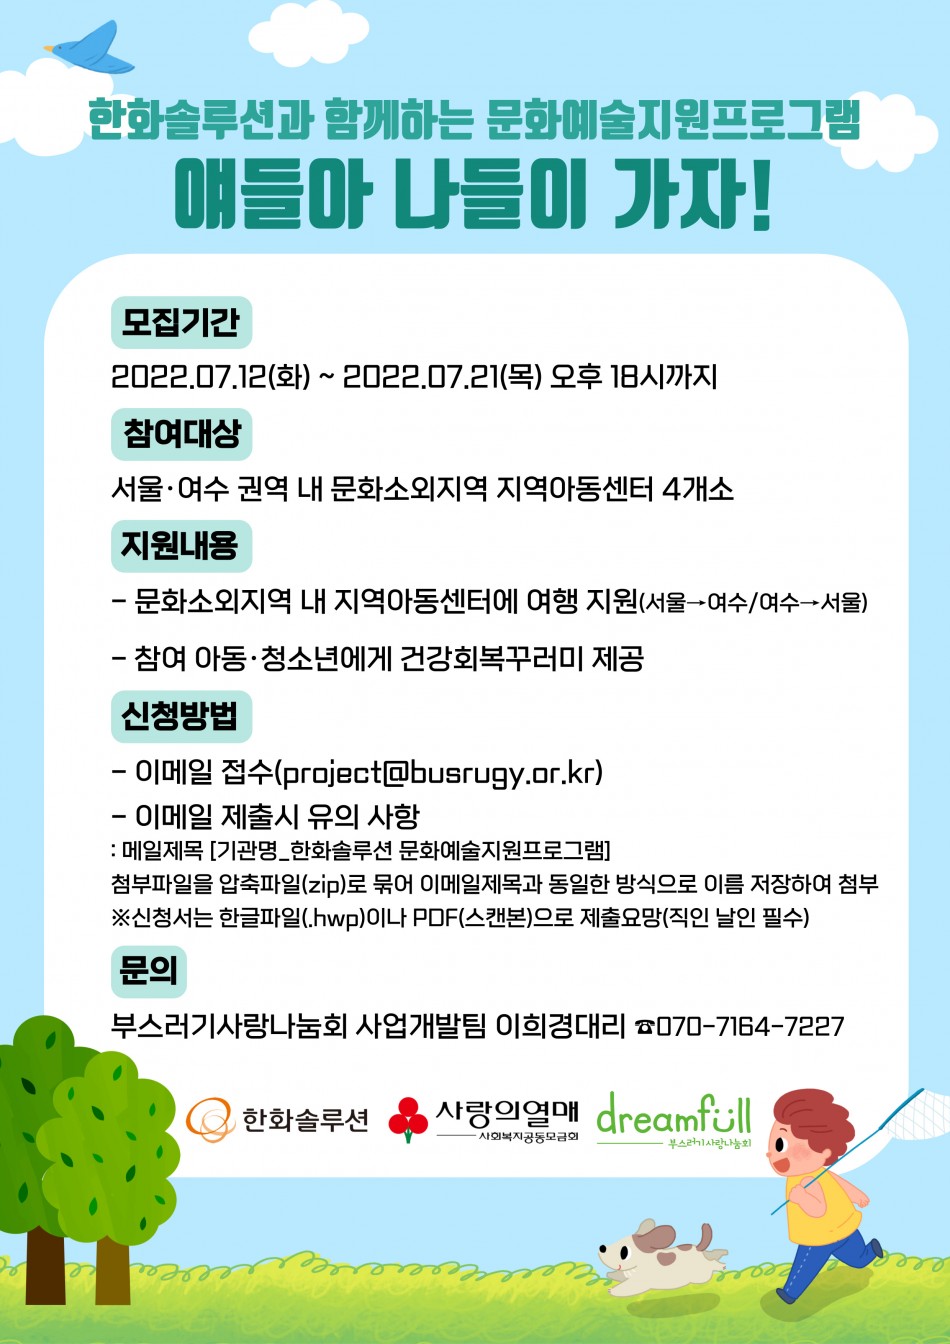 한화솔루션과 함께하는 문화예술지원프로그램
얘들아 나들이 가자!
모집기간
2022.07.12(화) ~ 2022.07.21(목) 오후 18시까지
참여대상
서울·여수 권역 내 문화소외지역 지역아동센터 4개소
지원내용
- 문화소외지역 내 지역아동센터에 여행 지원(서울→여수/여수→서울)
- 참여 아동·청소년에게 건강회복꾸러미 제공
신청방법
- 이메일 접수(project@busrugy.or.kr)
- 이메일 제출시 유의 사항
: 메일제목 [기관명_한화솔루션 문화예술지원프로그램]
첨부파일을 압축파일(zip)로 묶어 이메일제목과 동일한 방식으로 이름 저장하여 첨부
※신청서는 한글파일(.hwp)이나 PDF(스캔본)으로 제출요망(직인 날인 필수)
문의
부스러기사랑나눔회 사업개발팀 이희경대리 ☎070-7164-7227
한화솔루션
사랑의열매
사회복지공동모금회
dreamfull
부스러기사랑나눔회